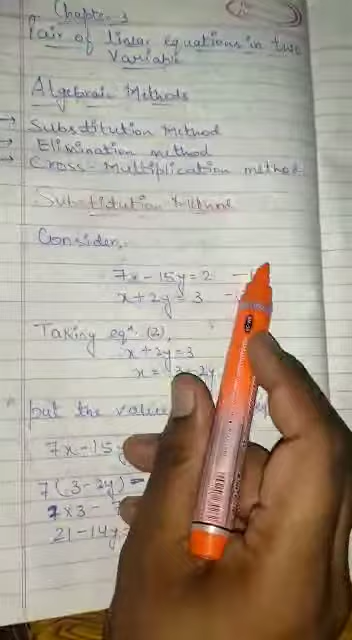 Chapter-3
Pair of linear equations in two
Variable
Algebraic Methods
→ Substitution Method
→ Elimination method
→ Cross-Multiplication method
Substitution Method
Consider,
7x - 15y = 2
x + 2y = 3
Taking eqⁿ. (2),
x + 2y = 3
x = 3 - 2y
put the value
7x - 15y
7(3 - 2y) -
7 x 3 -
21 - 14y